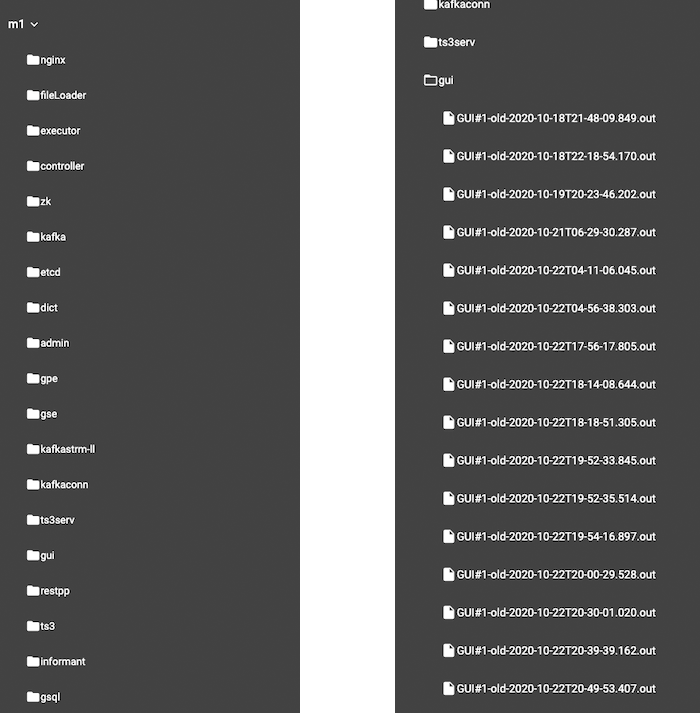 m1
nginx
fileLoader
executor
controller
zk
kafka
etcd
dict
admin
gpe
gse
kafkastrm-ll
kafkaconn
ts3serv
gui
restpp
ts3
informant
gsql
kafkaconn
ts3serv
gui
GUI#1-old-2020-10-18T21-48-09.849.out
GUI#1-old-2020-10-18T22-18-54.170.out
GUI#1-old-2020-10-19T20-23-46.202.out
GUI#1-old-2020-10-21T06-29-30.287.out
GUI#1-old-2020-10-22T04-11-06.045.out
GUI#1-old-2020-10-22T04-56-38.303.out
GUI#1-old-2020-10-22T17-56-17.805.out
GUI#1-old-2020-10-22T18-14-08.644.out
GUI#1-old-2020-10-22T18-18-51.305.out
GUI#1-old-2020-10-22T19-52-33.845.out
GUI#1-old-2020-10-22T19-52-35.514.out
GUI#1-old-2020-10-22T19-54-16.897.out
GUI#1-old-2020-10-22T20-00-29.528.out
GUI#1-old-2020-10-22T20-30-01.020.out
GUI#1-old-2020-10-22T20-39-39.162.out
GUI#1-old-2020-10-22T20-49-53.407.out